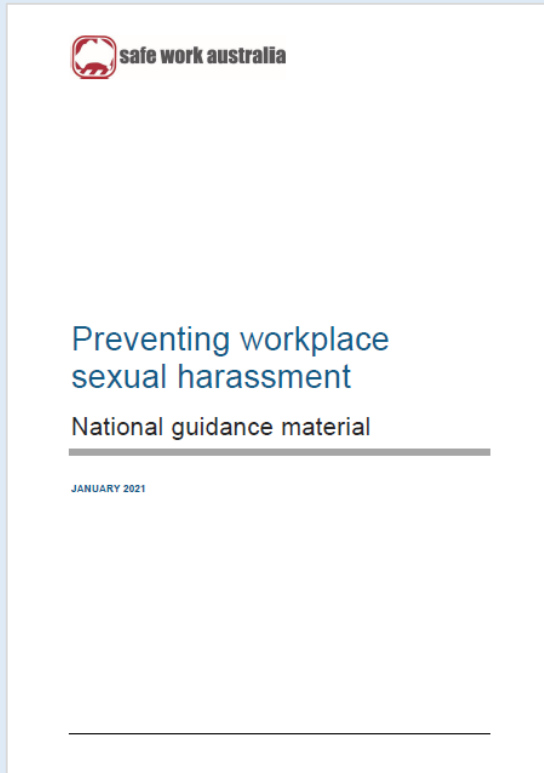 safe work australia
Preventing workplace
sexual harassment
National guidance material
JANUARY 2021